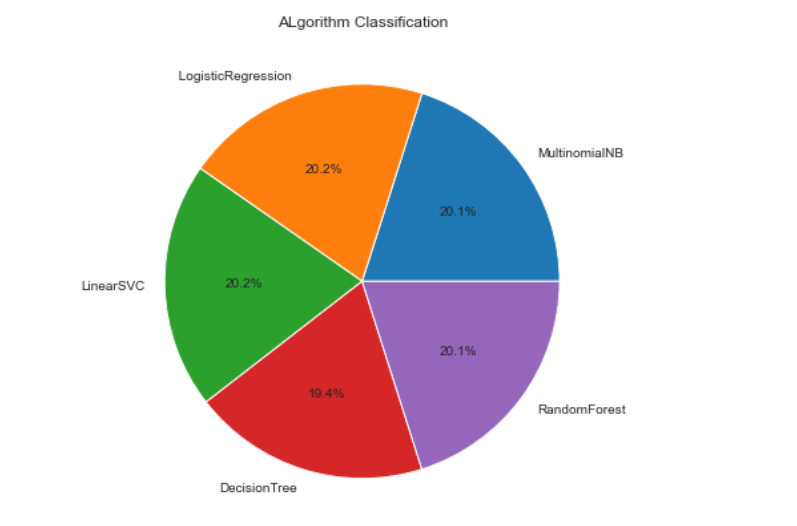 ALgorithm Classification
LogisticRegression
MultinomialNB
20.2%
20.1%
LinearSVC
20.2%
20.1%
19.4%
RandomForest
DecisionTree